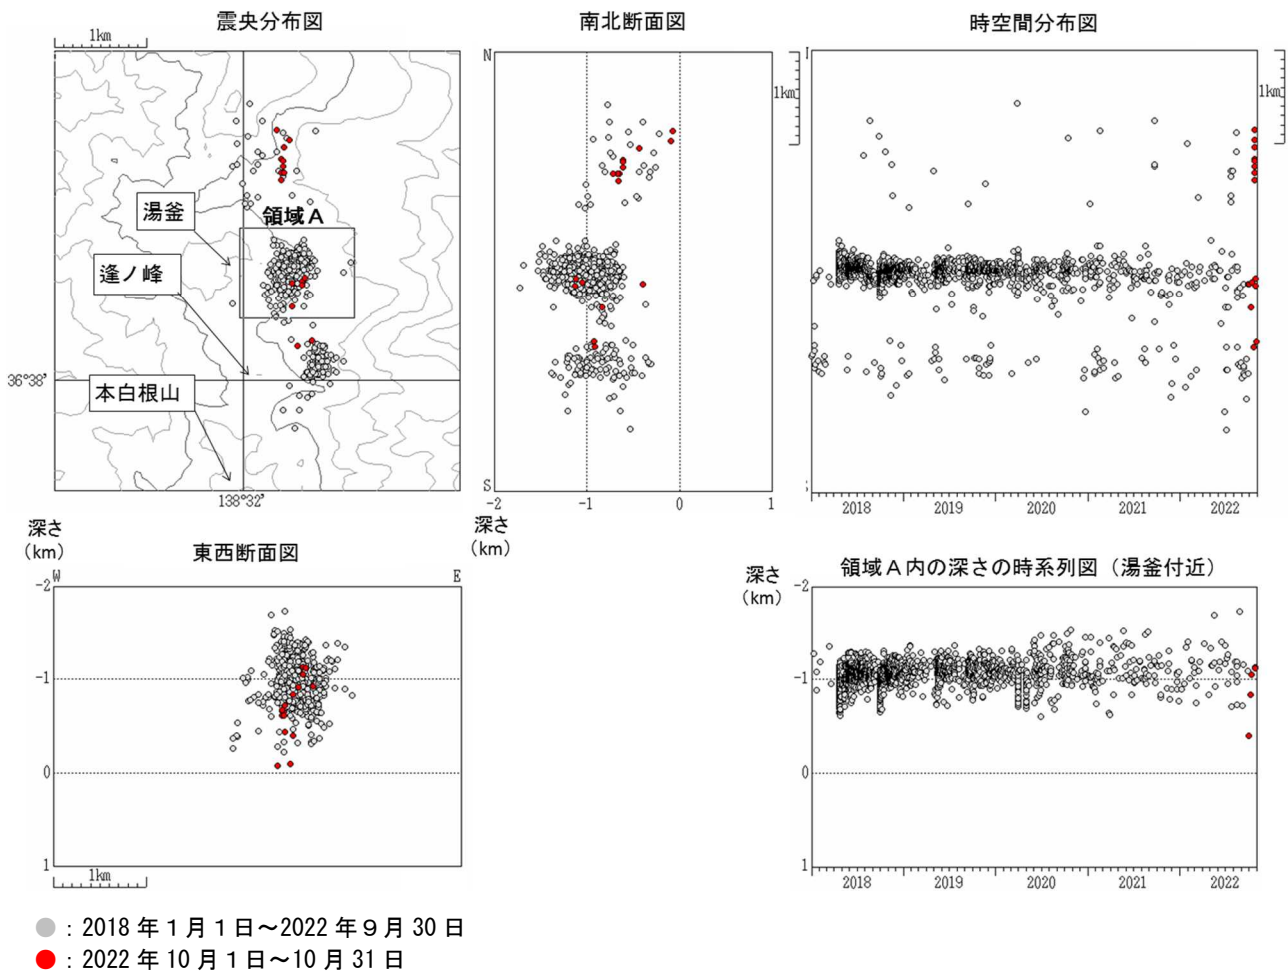 震央分布図
南北断面図
時空間分布図
1km
N
1km
1km
湯釜
領域A
逢ノ峰
36°38′
本白根山
S
138°32′
-2
-1
0
1
2018
2019
2020
2021
2022
深さ
(km)
深さ
(km)
東西断面図
深さ
(km)
領域A内の深さの時系列図(湯釜付近)
-2
W
E
-2
-1
-1
0
0
1
1
1km
2018
2019
2020
2021
2022
:2018年1月1日~2022年9月30日
:2022年10月1日~10月31日